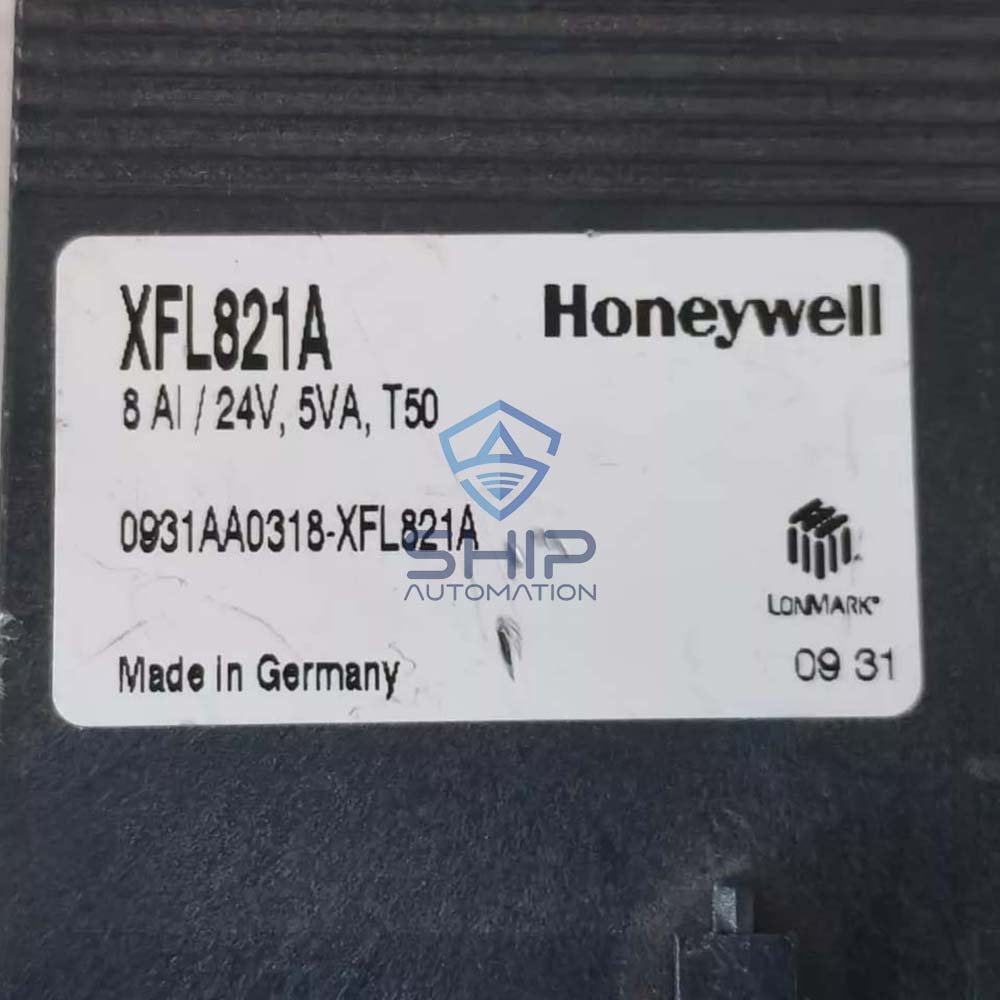 XFL821A
Honeywell
8 AI / 24V, 5VA, T50
0931AA0318-XFL821A
SHIP
AUTOMATION
LONMARK®
Made in Germany
09 31